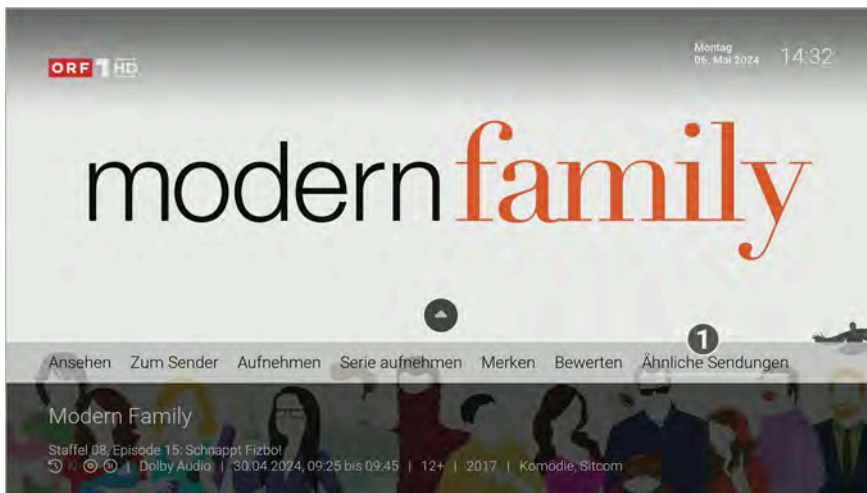 ORF 1 HD
Montag
06. Mai 2024
14:32
modernfamily
1
Ansehen Zum Sender Aufnehmen Serie aufnehmen Merken Bewerten Ähnliche Sendungen
Modern Family
Staffel 08, Episode 15: Schnappt Fizbo!
| Dolby Audio | 30.04.2024, 09:25 bis 09:45 | 12+ | 2017 | Komödie, Sitcom